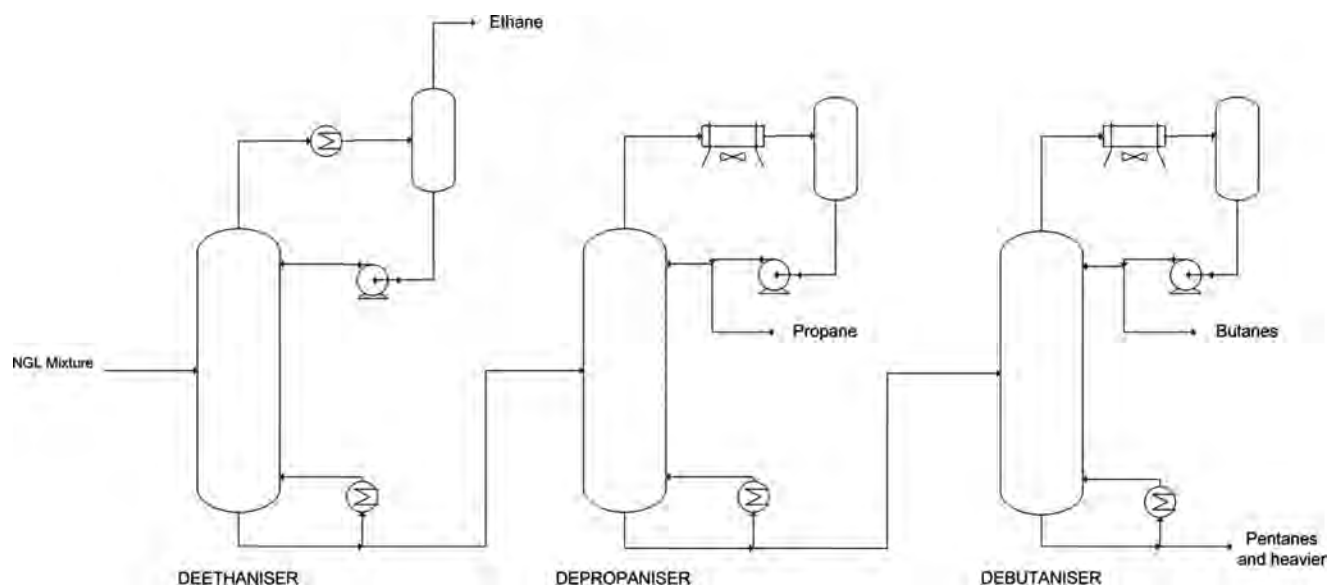 Ethane
Propane
Butanes
NGL Mixture
Pentanes
and heavier
DEETHANISER
DEPROPANISER
DEBUTANISER